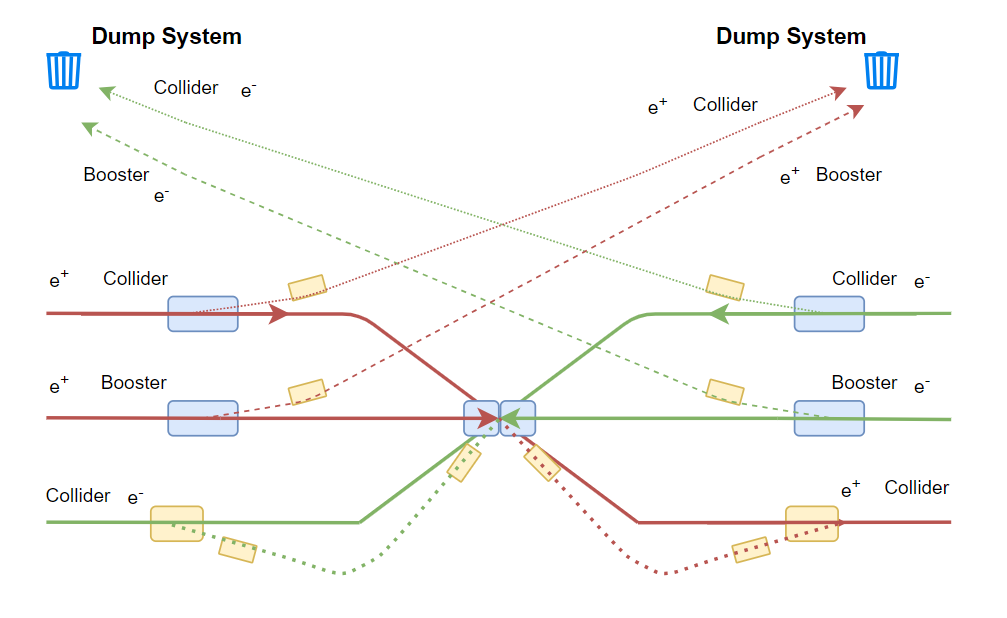 Dump System
Dump System
Collider e-
e+ Collider
Booster
e-
e+ Booster
e+ Collider
Collider e-
e+ Booster
Booster e-
Collider e-
e+ Collider